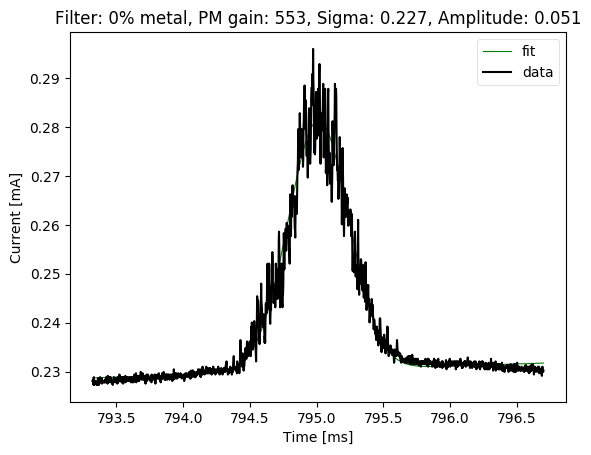 Filter: 0% metal, PM gain: 553, Sigma: 0.227, Amplitude: 0.051
fit
data
Current [mA]
0.29
0.28
0.27
0.26
0.25
0.24
0.23
793.5 794.0 794.5 795.0 795.5 796.0 796.5
Time [ms]